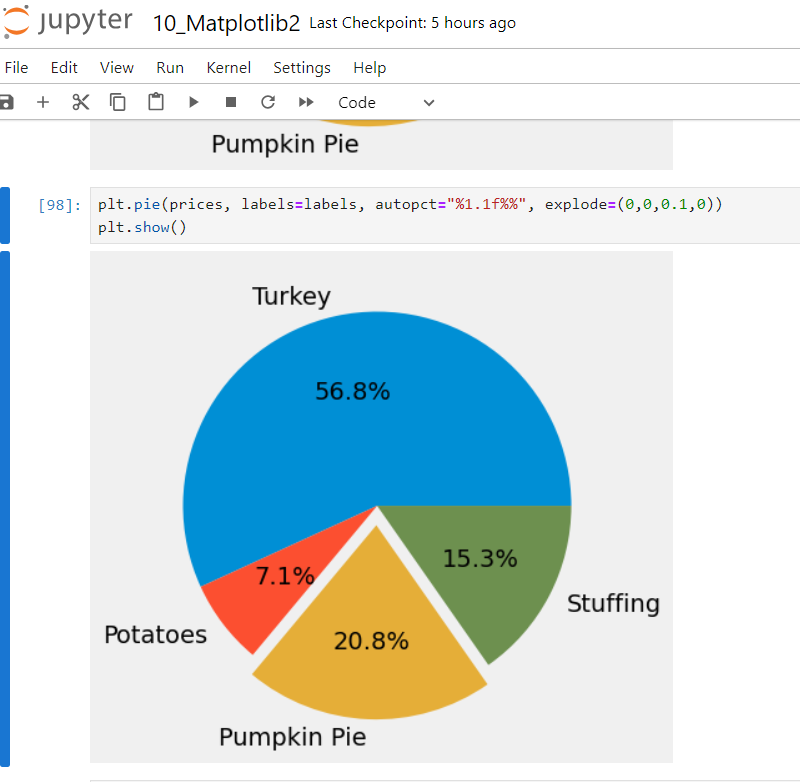 jupyter 10_Matplotlib2 Last Checkpoint: 5 hours ago
File Edit View Run Kernel Settings Help
Code
Pumpkin Pie
[98]: plt.pie(prices, labels=labels, autopct="%1.1f%%", explode=(0,0,0.1,0))
plt.show()
Turkey
56.8%
15.3%
7.1%
Stuffing
Potatoes
20.8%
Pumpkin Pie